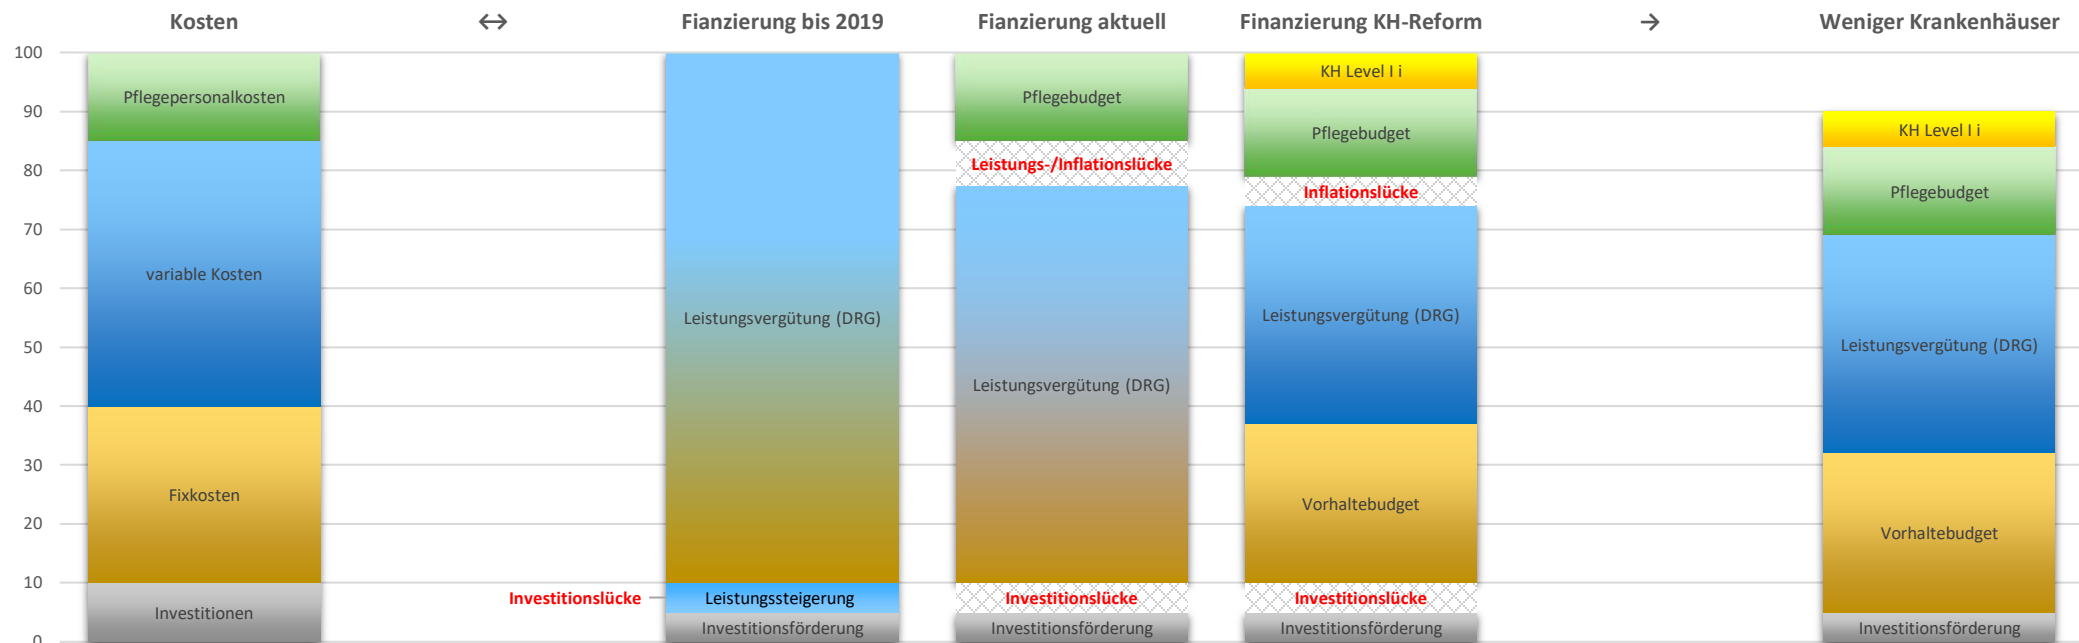 Kosten ↔ Fianzierung bis 2019 Fianzierung aktuell Finanzierung KH-Reform → Weniger Krankenhäuser
100
90
80
70
60
50
40
30
20
10
0
Pflegepersonalkosten
variable Kosten
Fixkosten
Investitionen
Leistungsvergütung (DRG)
Investitionslücke
Leistungssteigerung
Investitionsförderung
Pflegebudget
Leistungs-/Inflationslücke
Leistungsvergütung (DRG)
Investitionslücke
Investitionsförderung
KH Level I i
Pflegebudget
Inflationslücke
Leistungsvergütung (DRG)
Vorhaltebudget
Investitionslücke
Investitionsförderung
KH Level I i
Pflegebudget
Leistungsvergütung (DRG)
Vorhaltebudget
Investitionsförderung